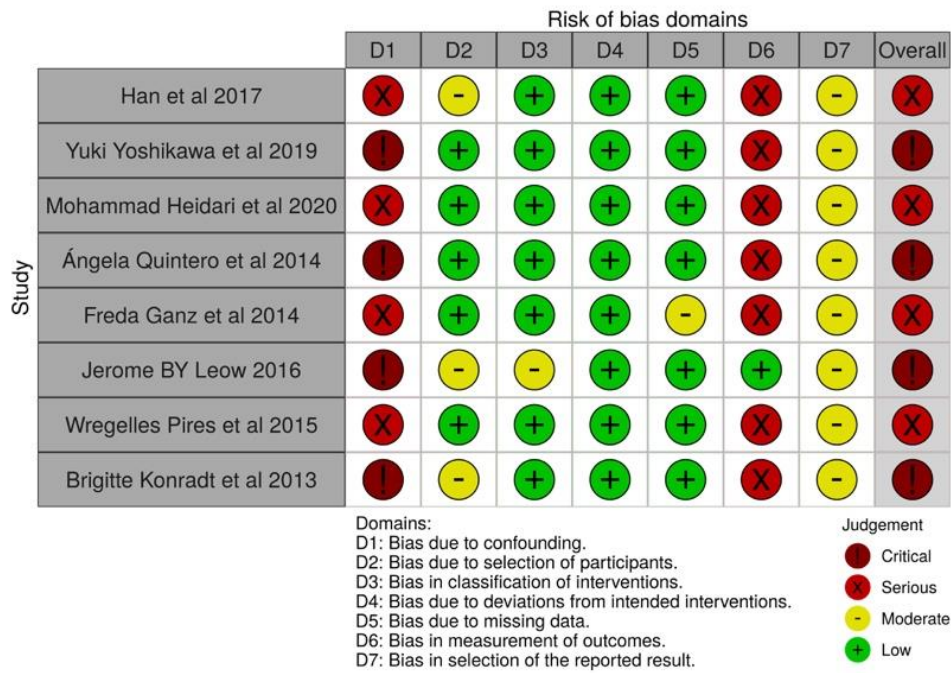 Risk of bias domains
D1 D2 D3 D4 D5 D6 D7 Overall
Study
Han et al 2017 X - + + + X - X
Yuki Yoshikawa et al 2019 ! + + + + X - !
Mohammad Heidari et al 2020 X + + + + X - X
Ángela Quintero et al 2014 ! + + + + X - !
Freda Ganz et al 2014 X + + + - X - X
Jerome BY Leow 2016 ! - - + + + - !
Wregelles Pires et al 2015 X + + + + X - X
Brigitte Konradt et al 2013 ! - + + + X - !
Domains:
D1: Bias due to confounding.
D2: Bias due to selection of participants.
D3: Bias in classification of interventions.
D4: Bias due to deviations from intended interventions.
D5: Bias due to missing data.
D6: Bias in measurement of outcomes.
D7: Bias in selection of the reported result.
Judgement
! Critical
X Serious
- Moderate
+ Low